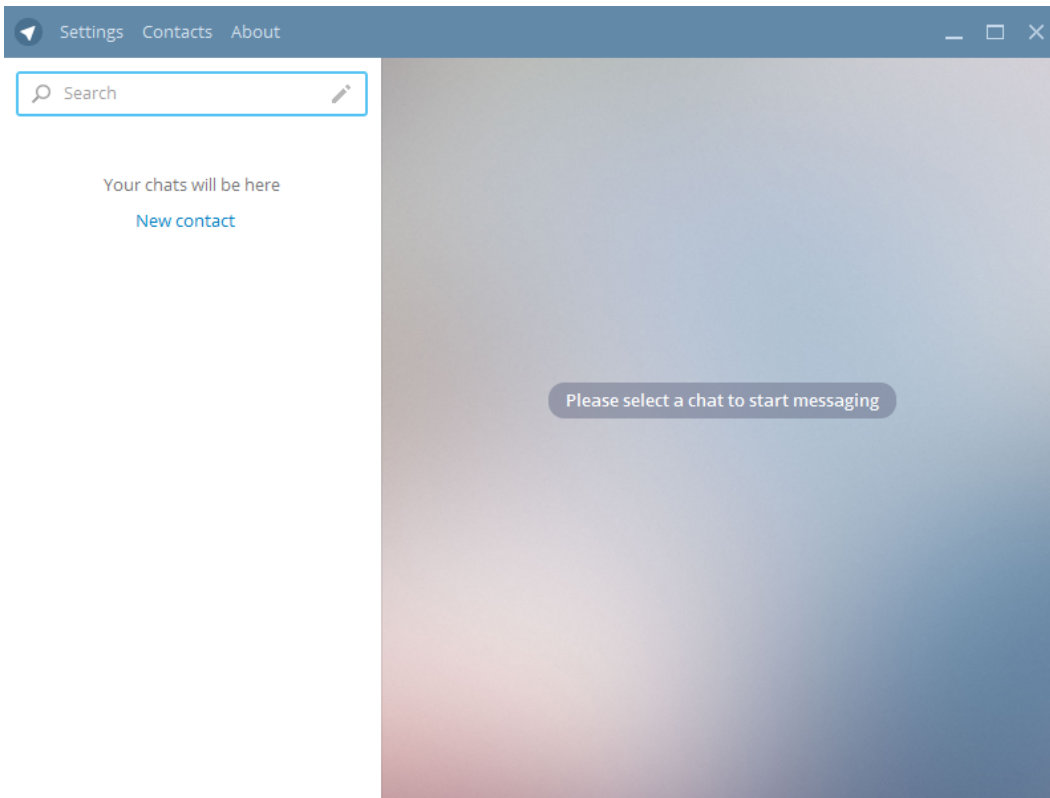 Settings Contacts About
Search
Your chats will be here
New contact
Please select a chat to start messaging